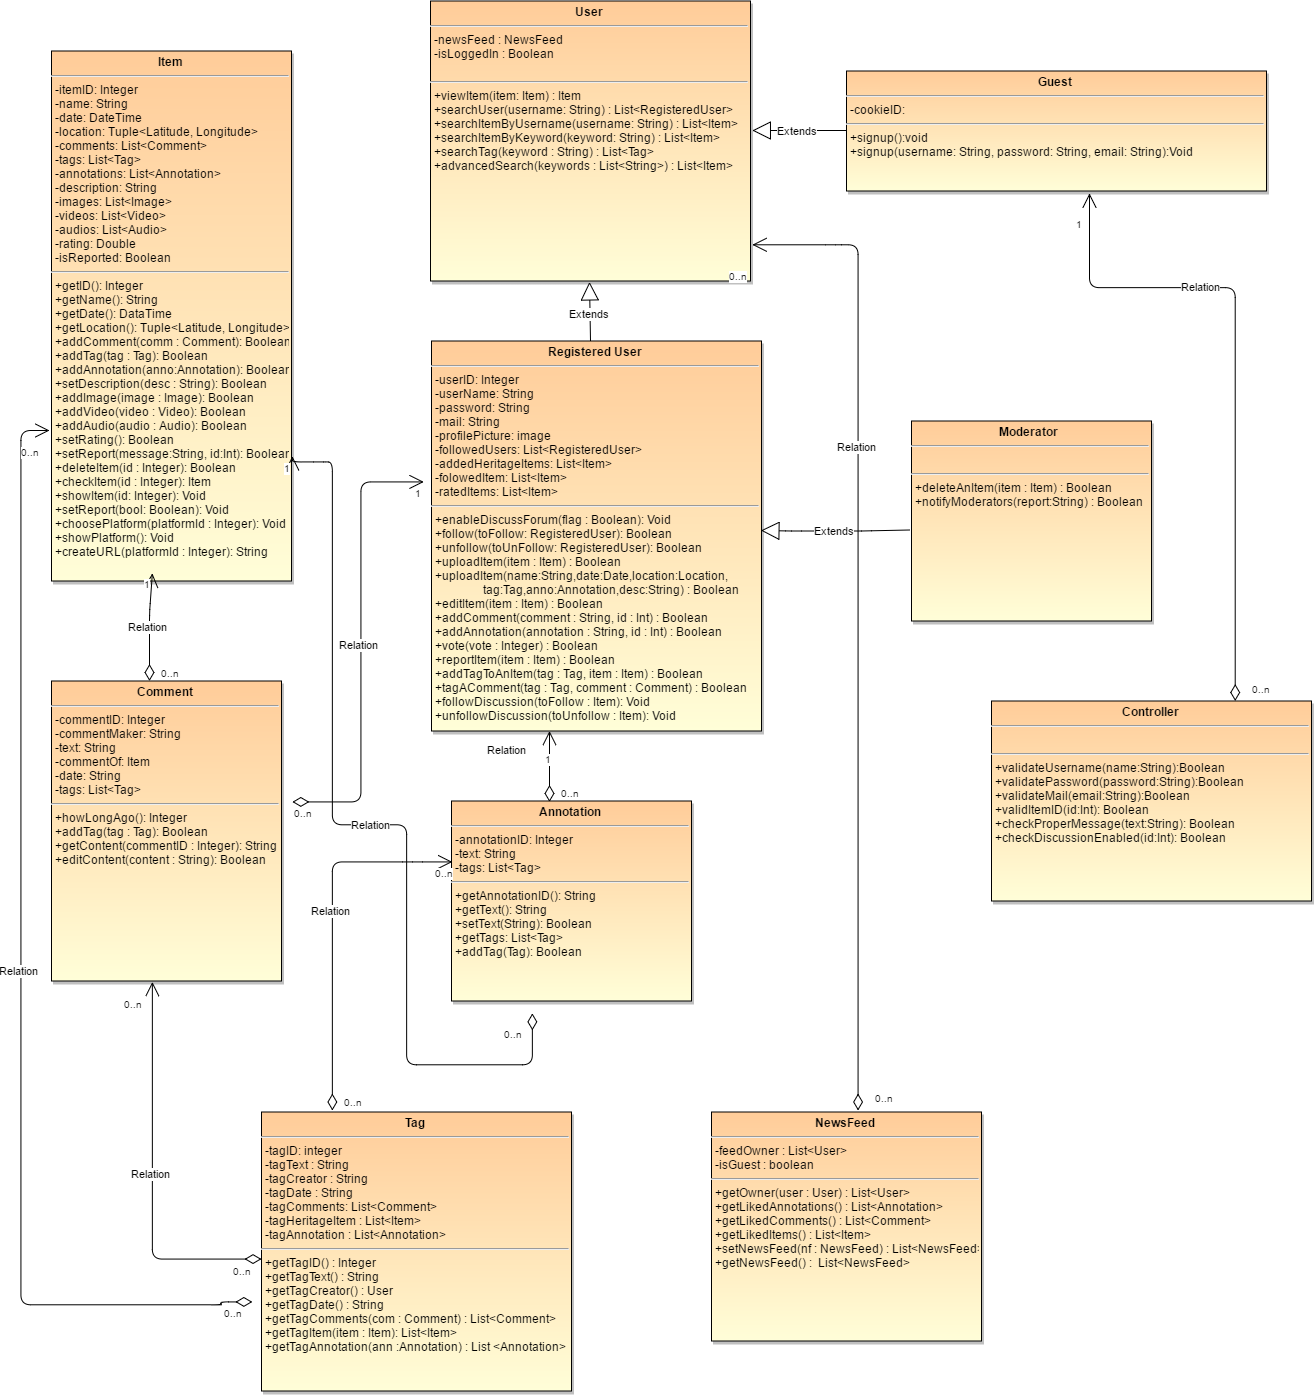 User
-newsFeed : NewsFeed
-isLoggedIn : Boolean
+viewItem(item: Item) : Item
+searchUser(username: String) : List<RegisteredUser>
+searchItemByUsername(username: String) : List<Item>
+searchItemByKeyword(keyword: String) : List<Item>
+searchTag(keyword : String) : List<Tag>
+advancedSearch(keywords : List<String>) : List<Item>
0..n
Item
-itemID: Integer
-name: String
-date: DateTime
-location: Tuple<Latitude, Longitude>
-comments: List<Comment>
-tags: List<Tag>
-annotations: List<Annotation>
-description: String
-images: List<Image>
-videos: List<Video>
-audios: List<Audio>
-rating: Double
-isReported: Boolean
+getID(): Integer
+getName(): String
+getDate(): DataTime
+getLocation(): Tuple<Latitude, Longitude>
+addComment(comm : Comment): Boolean
+addTag(tag : Tag): Boolean
+addAnnotation(anno:Annotation): Boolean
+setDescription(desc : String): Boolean
+addImage(image : Image): Boolean
+addVideo(video : Video): Boolean
+addAudio(audio : Audio): Boolean
+setRating(): Boolean
+setReport(message:String, id:Int): Boolean
+deleteItem(id : Integer): Boolean
+checkItem(id : Integer): Item
+showItem(id: Integer): Void
+setReport(bool: Boolean): Void
+choosePlatform(platformId : Integer): Void
+showPlatform(): Void
+createURL(platformId : Integer): String
0..n
1
1
Guest
-cookieID:
+signup():void
+signup(username: String, password: String, email: String):Void
Extends
1
Relation
Extends
Registered User
-userID: Integer
-userName: String
-password: String
-mail: String
-profilePicture: image
-followedUsers: List<RegisteredUser>
-addedHeritageItems: List<Item>
-folowedItem: List<Item>
-ratedItems: List<Item>
+enableDiscussForum(flag : Boolean): Void
+follow(toFollow: RegisteredUser): Boolean
+unfollow(toUnFollow: RegisteredUser): Boolean
+uploadItem(item : Item) : Boolean
+uploadItem(name:String,date:Date,location:Location,
tag:Tag,anno:Annotation,desc:String) : Boolean
+editItem(item : Item) : Boolean
+addComment(comment : String, id : Int) : Boolean
+addAnnotation(annotation : String, id : Int) : Boolean
+vote(vote : Integer) : Boolean
+reportItem(item : Item) : Boolean
+addTagToAnItem(tag : Tag, item : Item) : Boolean
+tagAComment(tag : Tag, comment : Comment) : Boolean
+followDiscussion(toFollow : Item): Void
+unfollowDiscussion(toUnfollow : Item): Void
1
Relation
Relation
Moderator
+deleteAnItem(item : Item) : Boolean
+notifyModerators(report:String) : Boolean
Extends
Relation
0..n
Comment
-commentID: Integer
-commentMaker: String
-text: String
-commentOf: Item
-date: String
-tags: List<Tag>
+howLongAgo(): Integer
+addTag(tag : Tag): Boolean
+getContent(commentID : Integer): String
+editContent(content : String): Boolean
0..n
0..n
Controller
+validateUsername(name:String):Boolean
+validatePassword(password:String):Boolean
+validateMail(email:String):Boolean
+validItemID(id:Int): Boolean
+checkProperMessage(text:String): Boolean
+checkDiscussionEnabled(id:Int): Boolean
Relation
1
0..n
Annotation
-annotationID: Integer
-text: String
-tags: List<Tag>
+getAnnotationID(): String
+getText(): String
+setText(String): Boolean
+getTags: List<Tag>
+addTag(Tag): Boolean
Relation
0..n
Relation
0..n
Relation
0..n
Relation
0..n
Tag
-tagID: integer
-tagText : String
-tagCreator : String
-tagDate : String
-tagComments: List<Comment>
-tagHeritageItem : List<Item>
-tagAnnotation : List<Annotation>
+getTagID() : Integer
+getTagText() : String
+getTagCreator() : User
+getTagDate() : String
+getTagComments(com : Comment) : List<Comment>
+getTagItem(item : Item): List<Item>
+getTagAnnotation(ann :Annotation) : List <Annotation>
0..n
0..n
0..n
NewsFeed
-feedOwner : List<User>
-isGuest : boolean
+getOwner(user : User) : List<User>
+getLikedAnnotations() : List<Annotation>
+getLikedComments() : List<Comment>
+getLikedItems() : List<Item>
+setNewsFeed(nf : NewsFeed) : List<NewsFeed>
+getNewsFeed() : List<NewsFeed>